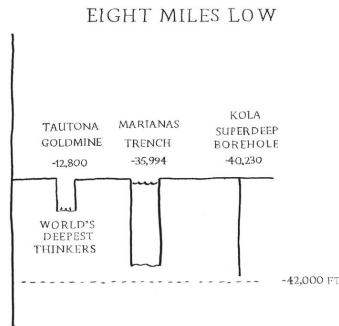 EIGHT MILES LOW
TAUTONA
GOLDMINE
-12,800
MARIANAS
TRENCH
-35,994
KOLA
SUPERDEEP
BOREHOLE
-40,230
WORLD'S
DEEPEST
THINKERS
-42,000 FT